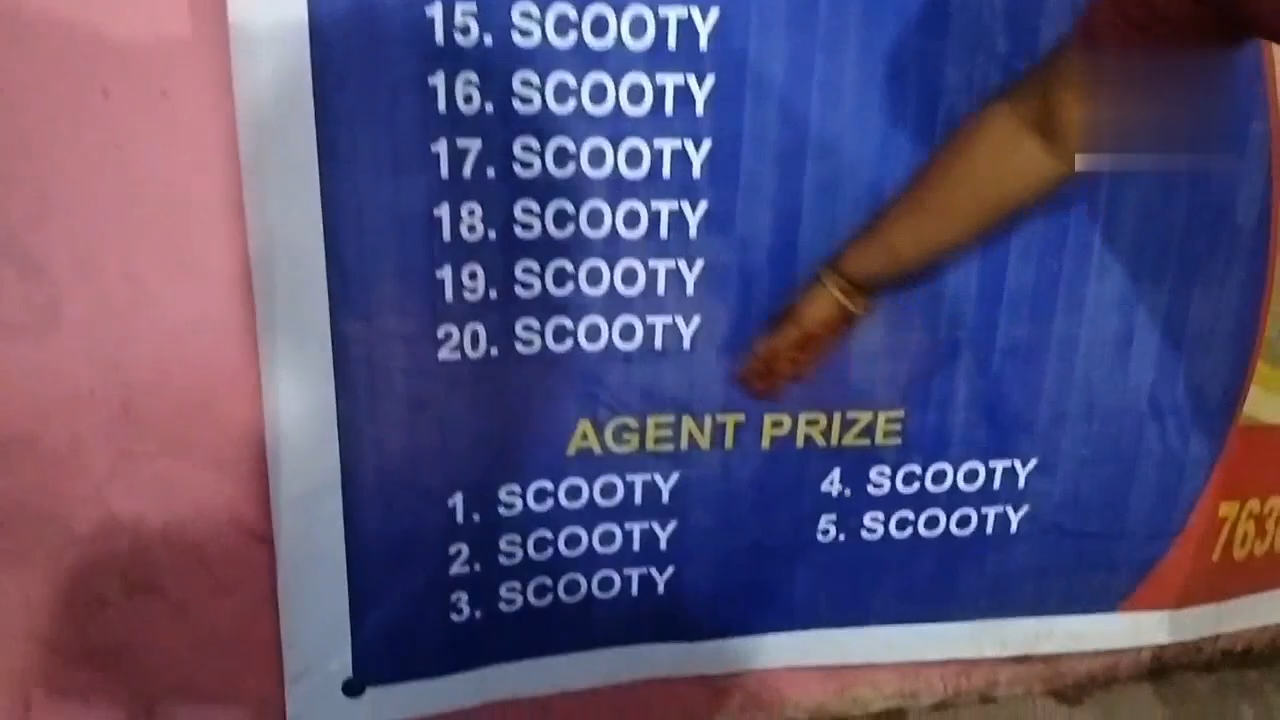 15. SCOOTY
16. SCOOTY
17. SCOOTY
18. SCOOTY
19. SCOOTY
20. SCOOTY
AGENT PRIZE
1. SCOOTY
2. SCOOTY
3. SCOOTY
4. SCOOTY
5. SCOOTY
763